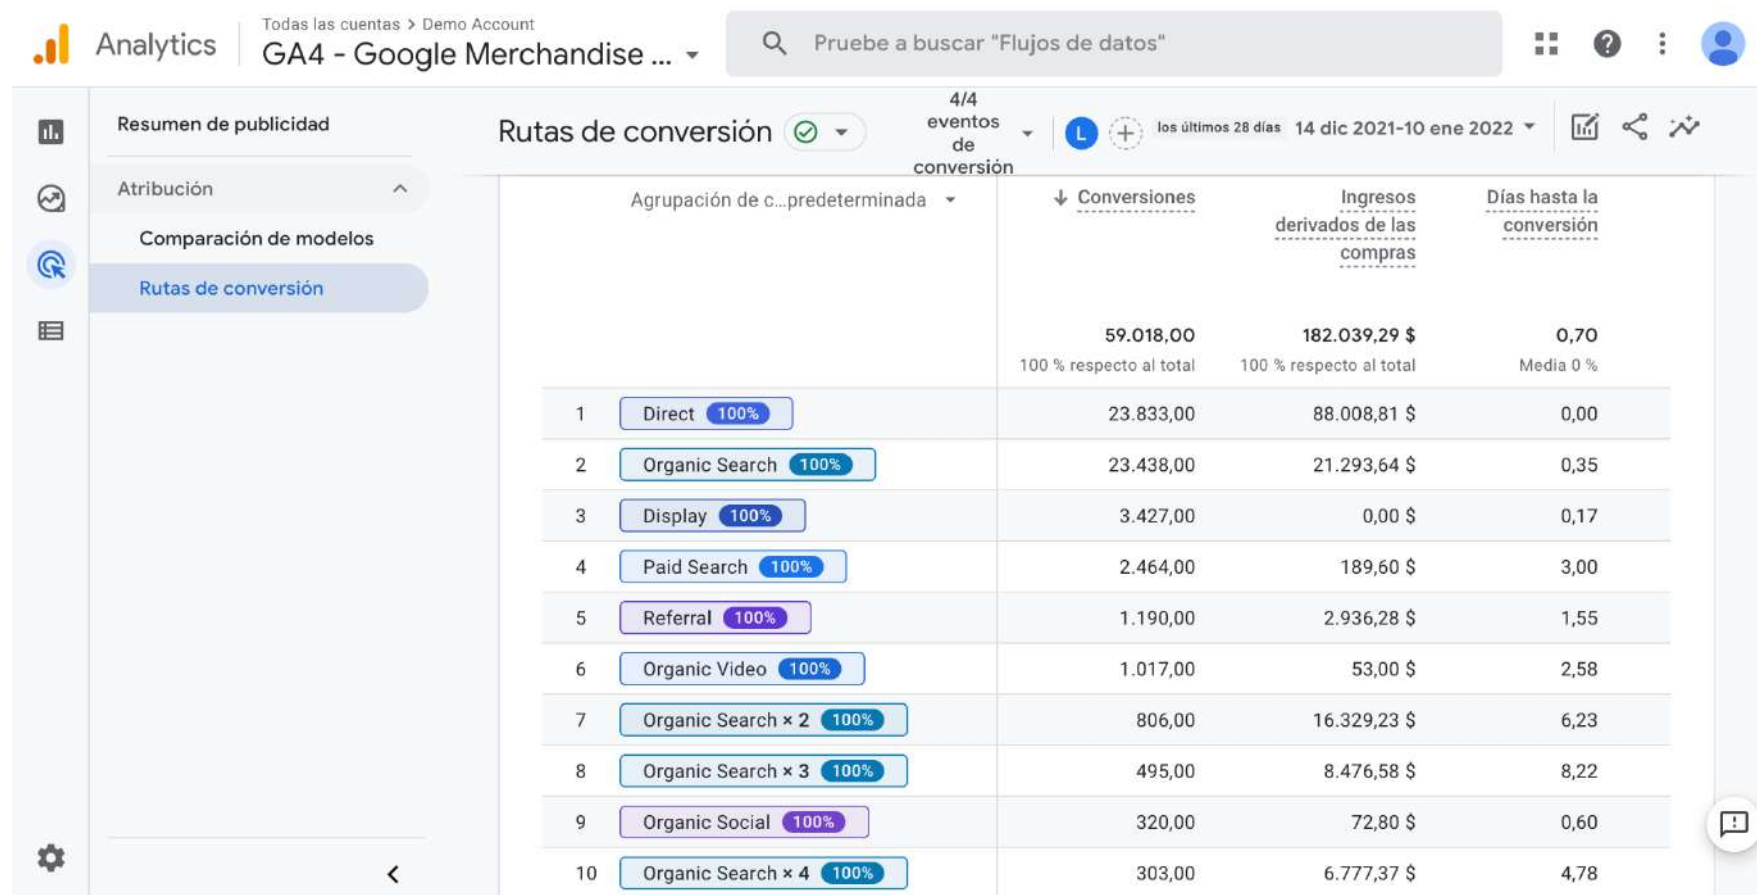 Todas las cuentas > Demo Account
Analytics
GA4 - Google Merchandise ...
Pruebe a buscar "Flujos de datos"
Resumen de publicidad
Atribución
Comparación de modelos
Rutas de conversión
Rutas de conversión
4/4
eventos
de
conversión
L
los últimos 28 días 14 dic 2021-10 ene 2022
Agrupación de c...predeterminada
Conversiones
Ingresos
derivados de las
compras
Días hasta la
conversión
59.018,00 182.039,29 $ 0,70
100 % respecto al total 100 % respecto al total Media 0 %
1 Direct 100% 23.833,00 88.008,81 $ 0,00
2 Organic Search 100% 23.438,00 21.293,64 $ 0,35
3 Display 100% 3.427,00 0,00 $ 0,17
4 Paid Search 100% 2.464,00 189,60 $ 3,00
5 Referral 100% 1.190,00 2.936,28 $ 1,55
6 Organic Video 100% 1.017,00 53,00 $ 2,58
7 Organic Search × 2 100% 806,00 16.329,23 $ 6,23
8 Organic Search × 3 100% 495,00 8.476,58 $ 8,22
9 Organic Social 100% 320,00 72,80 $ 0,60
10 Organic Search × 4 100% 303,00 6.777,37 $ 4,78